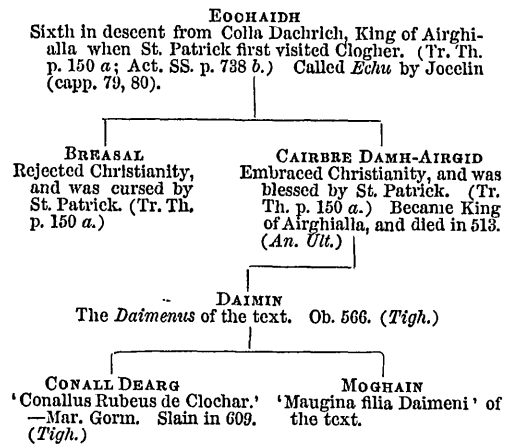 EOCHAIDH
Sixth in descent from Colla Dachrich, King of Airghi-
alla when St. Patrick first visited Clogher. (Tr. Th.
p. 150 a; Act. SS. p. 738 b.) Called Echu by Jocelin
(capp. 79, 80).
BREASAL
Rejected Christianity,
and was cursed by
St. Patrick. (Tr. Th.
p. 150 a.)
CAIRBRE DAMH-AIRGID
Embraced Christianity, and was
blessed by St. Patrick. (Tr.
Th. p. 150 a.) Became King
of Airghialla, and died in 513.
(An. Ult.)
DAIMIN
The Daimenus of the text. Ob. 566. (Tigh.)
CONALL DEARG
'Conallus Rubeus de Clochar.'
—Mar. Gorm. Slain in 609.
(Tigh.)
MOGHAIN
'Maugina filia Daimeni' of
the text.